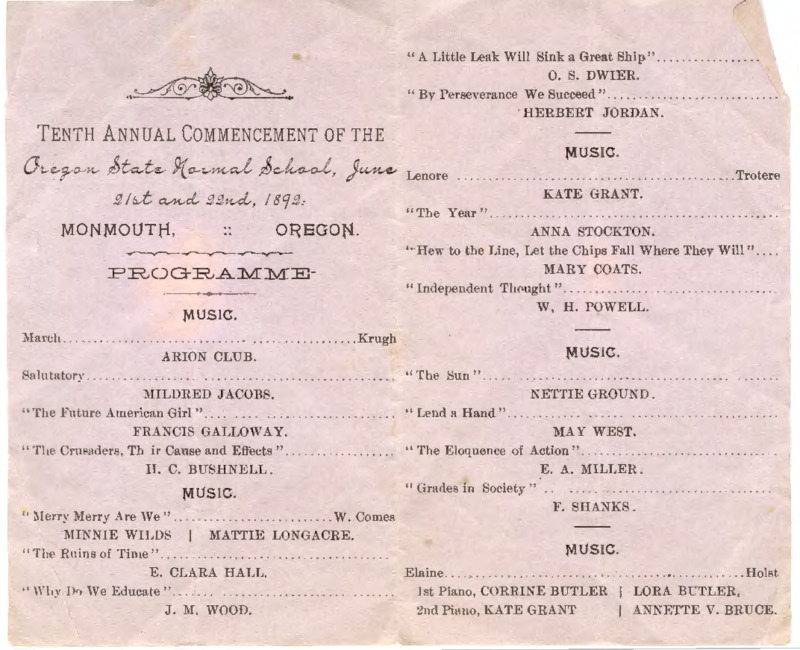 TENTH ANNUAL COMMENCEMENT OF THE
Oregon State Normal School, June
21st and 22nd, 1892.
MONMOUTH, :: OREGON.
PROGRAMME
MUSIC.
March..........Krugh
ARION CLUB.
Salutatory..........
MILDRED JACOBS.
"The Future American Girl"..........
FRANCIS GALLOWAY.
"The Crusaders, Th ir Cause and Effects"..........
H. C. BUSHNELL.
MUSIC.
"Merry Merry Are We"..........W. Comes
MINNIE WILDS | MATTIE LONGACRE.
"The Ruins of Time"..........
E. CLARA HALL.
"Why Do We Educate"..........
J. M. WOOD.
"A Little Leak Will Sink a Great Ship"..........
O. S. DWIER.
"By Perseverance We Succeed"..........
HERBERT JORDAN.
MUSIC.
Lenore..........Trotere
KATE GRANT.
"The Year"..........
ANNA STOCKTON.
"Hew to the Line, Let the Chips Fall Where They Will"....
MARY COATS.
"Independent Thought"..........
W. H. POWELL.
MUSIC.
"The Sun"..........
NETTIE GROUND.
"Lend a Hand"..........
MAY WEST.
"The Eloquence of Action"..........
E. A. MILLER.
"Grades in Society"..........
F. SHANKS.
MUSIC.
Elaine..........Holst
1st Piano, CORRINE BUTLER | LORA BUTLER,
2nd Piano, KATE GRANT | ANNETTE V. BRUCE.